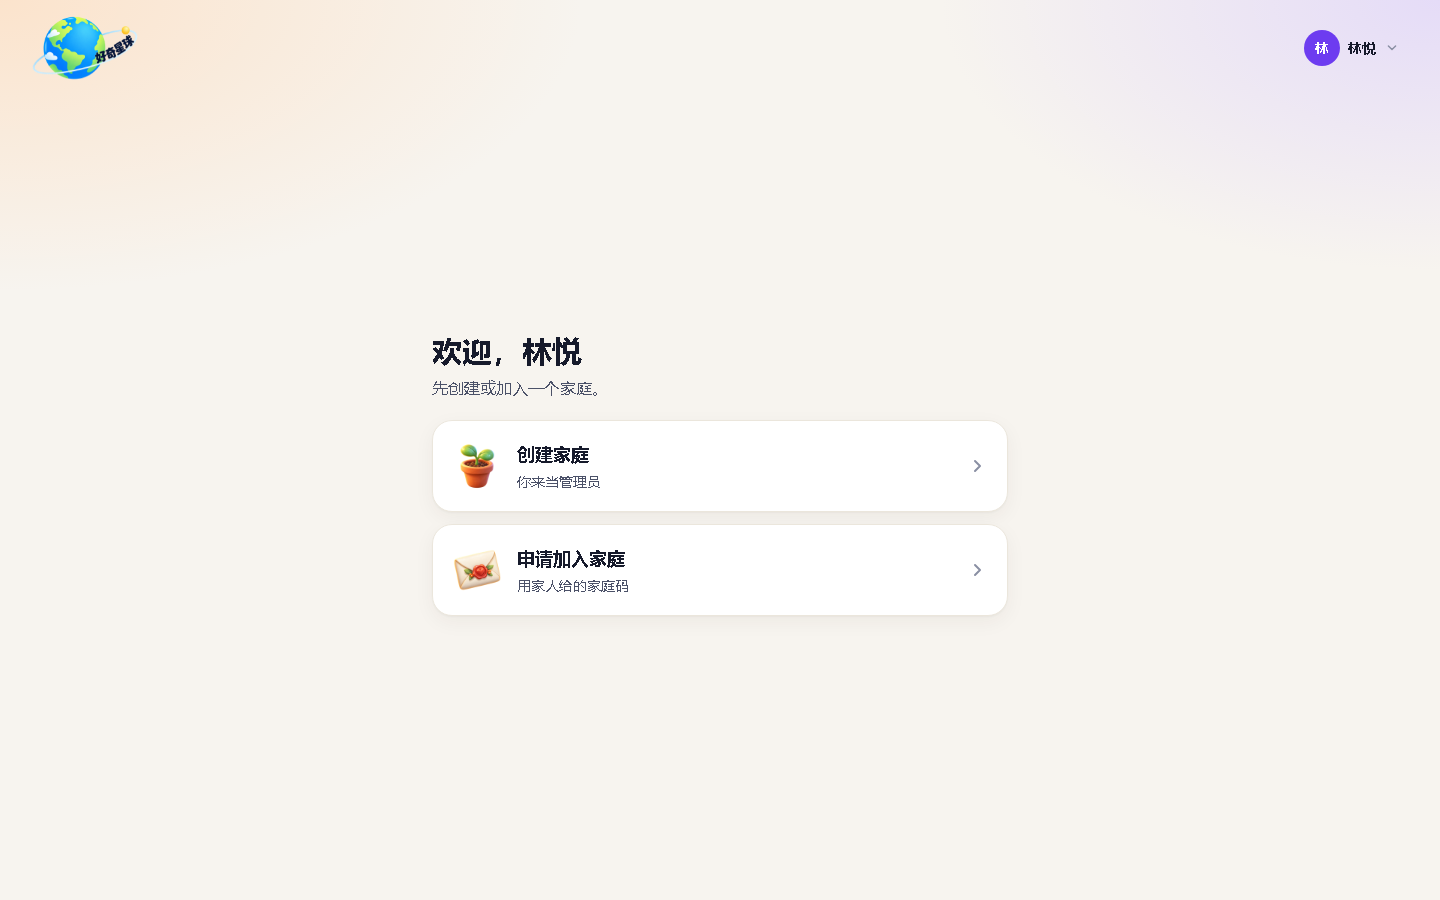 好奇星球
林 林悦
欢迎，林悦
先创建或加入一个家庭。
创建家庭
你来当管理员
申请加入家庭
用家人给的家庭码